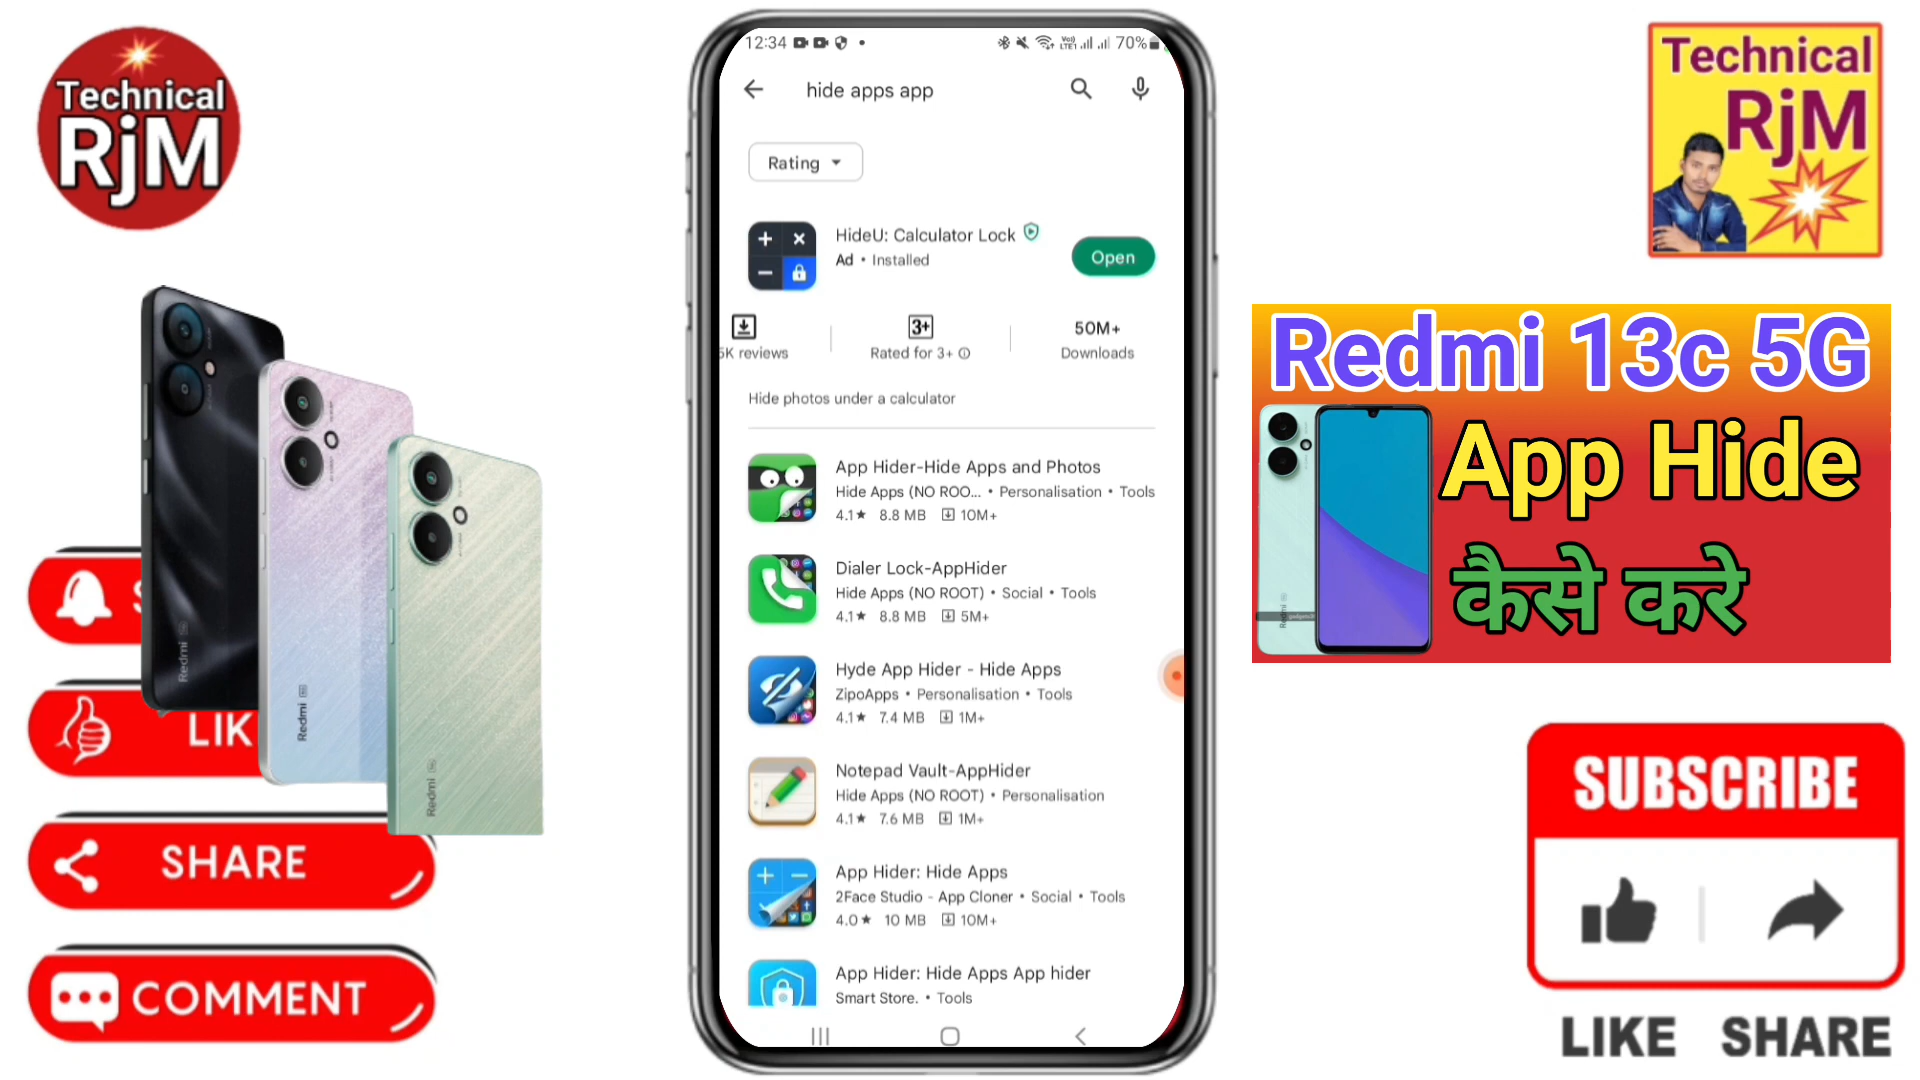 Technical
RjM
Redmi
Redmi
Redmi
S
LIK
SHARE
COMMENT
12:34
70%
hide apps app
Rating
HideU: Calculator Lock
Ad • Installed
Open
5K reviews
3+
Rated for 3+
50M+
Downloads
Hide photos under a calculator
App Hider-Hide Apps and Photos
Hide Apps (NO ROO... • Personalisation • Tools
4.1★ 8.8 MB 10M+
Dialer Lock-AppHider
Hide Apps (NO ROOT) • Social • Tools
4.1★ 8.8 MB 5M+
Hyde App Hider - Hide Apps
ZipoApps • Personalisation • Tools
4.1★ 7.4 MB 1M+
Notepad Vault-AppHider
Hide Apps (NO ROOT) • Personalisation
4.1★ 7.6 MB 1M+
App Hider: Hide Apps
2Face Studio - App Cloner • Social • Tools
4.0★ 10 MB 10M+
App Hider: Hide Apps App hider
Smart Store. • Tools
Technical
RjM
Redmi 13c 5G
App Hide
कैसे करे
Redmi
SUBSCRIBE
LIKE SHARE